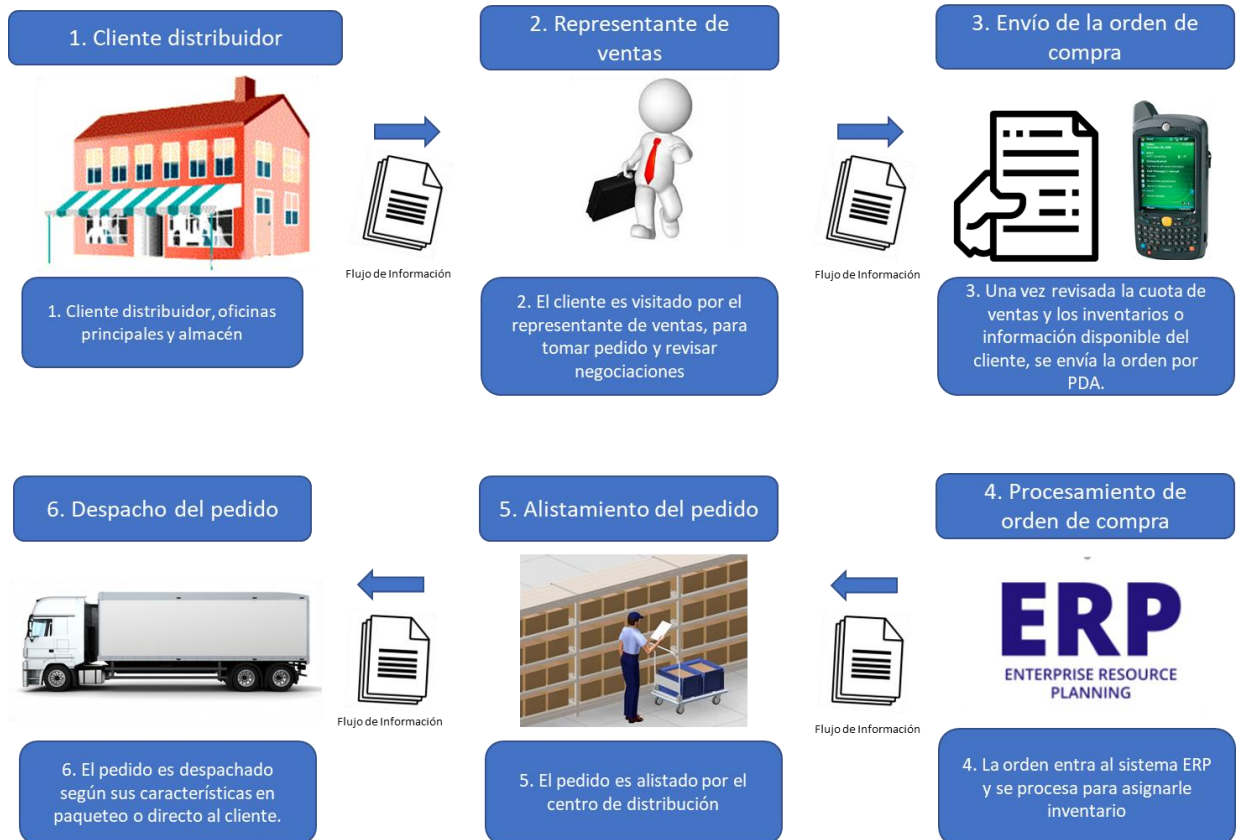 1. Cliente distribuidor
2. Representante de
ventas
3. Envío de la orden de
compra
Flujo de Información
Flujo de Información
1. Cliente distribuidor, oficinas
principales y almacén
2. El cliente es visitado por el
representante de ventas, para
tomar pedido y revisar
negociaciones
3. Una vez revisada la cuota de
ventas y los inventarios o
información disponible del
cliente, se envía la orden por
PDA.
6. Despacho del pedido
5. Alistamiento del pedido
4. Procesamiento de
orden de compra
ERP
ENTERPRISE RESOURCE
PLANNING
Flujo de Información
Flujo de Información
6. El pedido es despachado
según sus características en
paqueteo o directo al cliente.
5. El pedido es alistado por el
centro de distribución
4. La orden entra al sistema ERP
y se procesa para asignarle
inventario